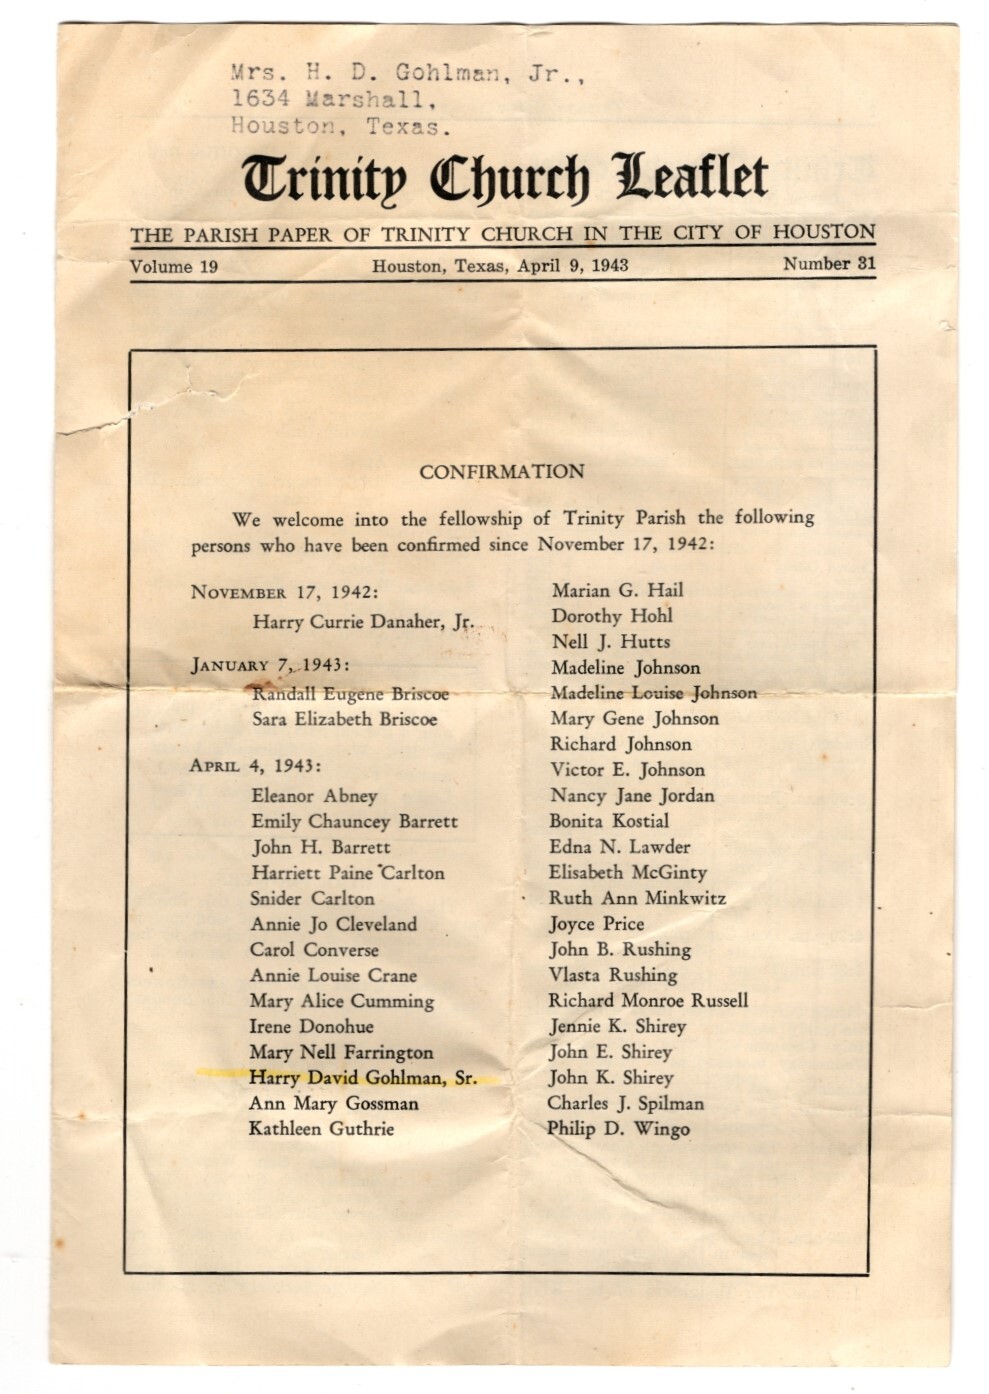 Mrs. H. D. Gohlman, Jr.,
1634 Marshall,
Houston, Texas.
Trinity Church Leaflet
THE PARISH PAPER OF TRINITY CHURCH IN THE CITY OF HOUSTON
Volume 19 Houston, Texas, April 9, 1943 Number 31
CONFIRMATION
We welcome into the fellowship of Trinity Parish the following
persons who have been confirmed since November 17, 1942:
November 17, 1942:
Harry Currie Danaher, Jr.
January 7, 1943:
Randall Eugene Briscoe
Sara Elizabeth Briscoe
April 4, 1943:
Eleanor Abney
Emily Chauncey Barrett
John H. Barrett
Harriett Paine Carlton
Snider Carlton
Annie Jo Cleveland
Carol Converse
Annie Louise Crane
Mary Alice Cumming
Irene Donohue
Mary Nell Farrington
Harry David Gohlman, Sr.
Ann Mary Gossman
Kathleen Guthrie
Marian G. Hail
Dorothy Hohl
Nell J. Hutts
Madeline Johnson
Madeline Louise Johnson
Mary Gene Johnson
Richard Johnson
Victor E. Johnson
Nancy Jane Jordan
Bonita Kostial
Edna N. Lawder
Elisabeth McGinty
Ruth Ann Minkwitz
Joyce Price
John B. Rushing
Vlasta Rushing
Richard Monroe Russell
Jennie K. Shirey
John E. Shirey
John K. Shirey
Charles J. Spilman
Philip D. Wingo